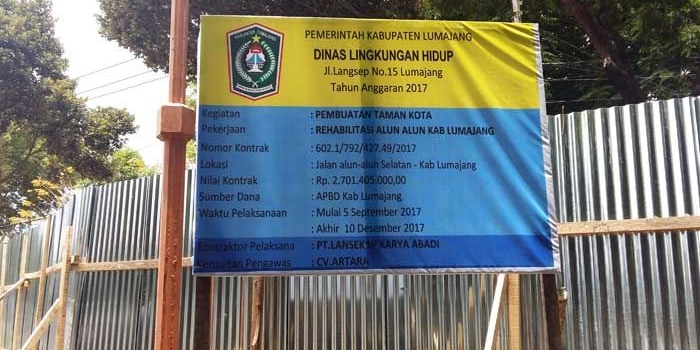 PEMERINTAH KABUPATEN LUMAJANG
DINAS LINGKUNGAN HIDUP
Jl.Langsep No.15 Lumajang
Tahun Anggaran 2017
Kegiatan : PEMBUATAN TAMAN KOTA
Pekerjaan : REHABILITASI ALUN ALUN KAB LUMAJANG
Nomor Kontrak : 602.1/792/427.49/2017
Lokasi : Jalan alun-alun Selatan - Kab Lumajang
Nilai Kontrak : Rp. 2.701.405.000,00
Sumber Dana : APBD Kab Lumajang
Waktu Pelaksanaan : Mulai 5 September 2017
: Akhir 10 Desember 2017
Kontraktor Pelaksana : PT.LANSEKAP KARYA ABADI
Konsultan Pengawas : CV.ARTARA